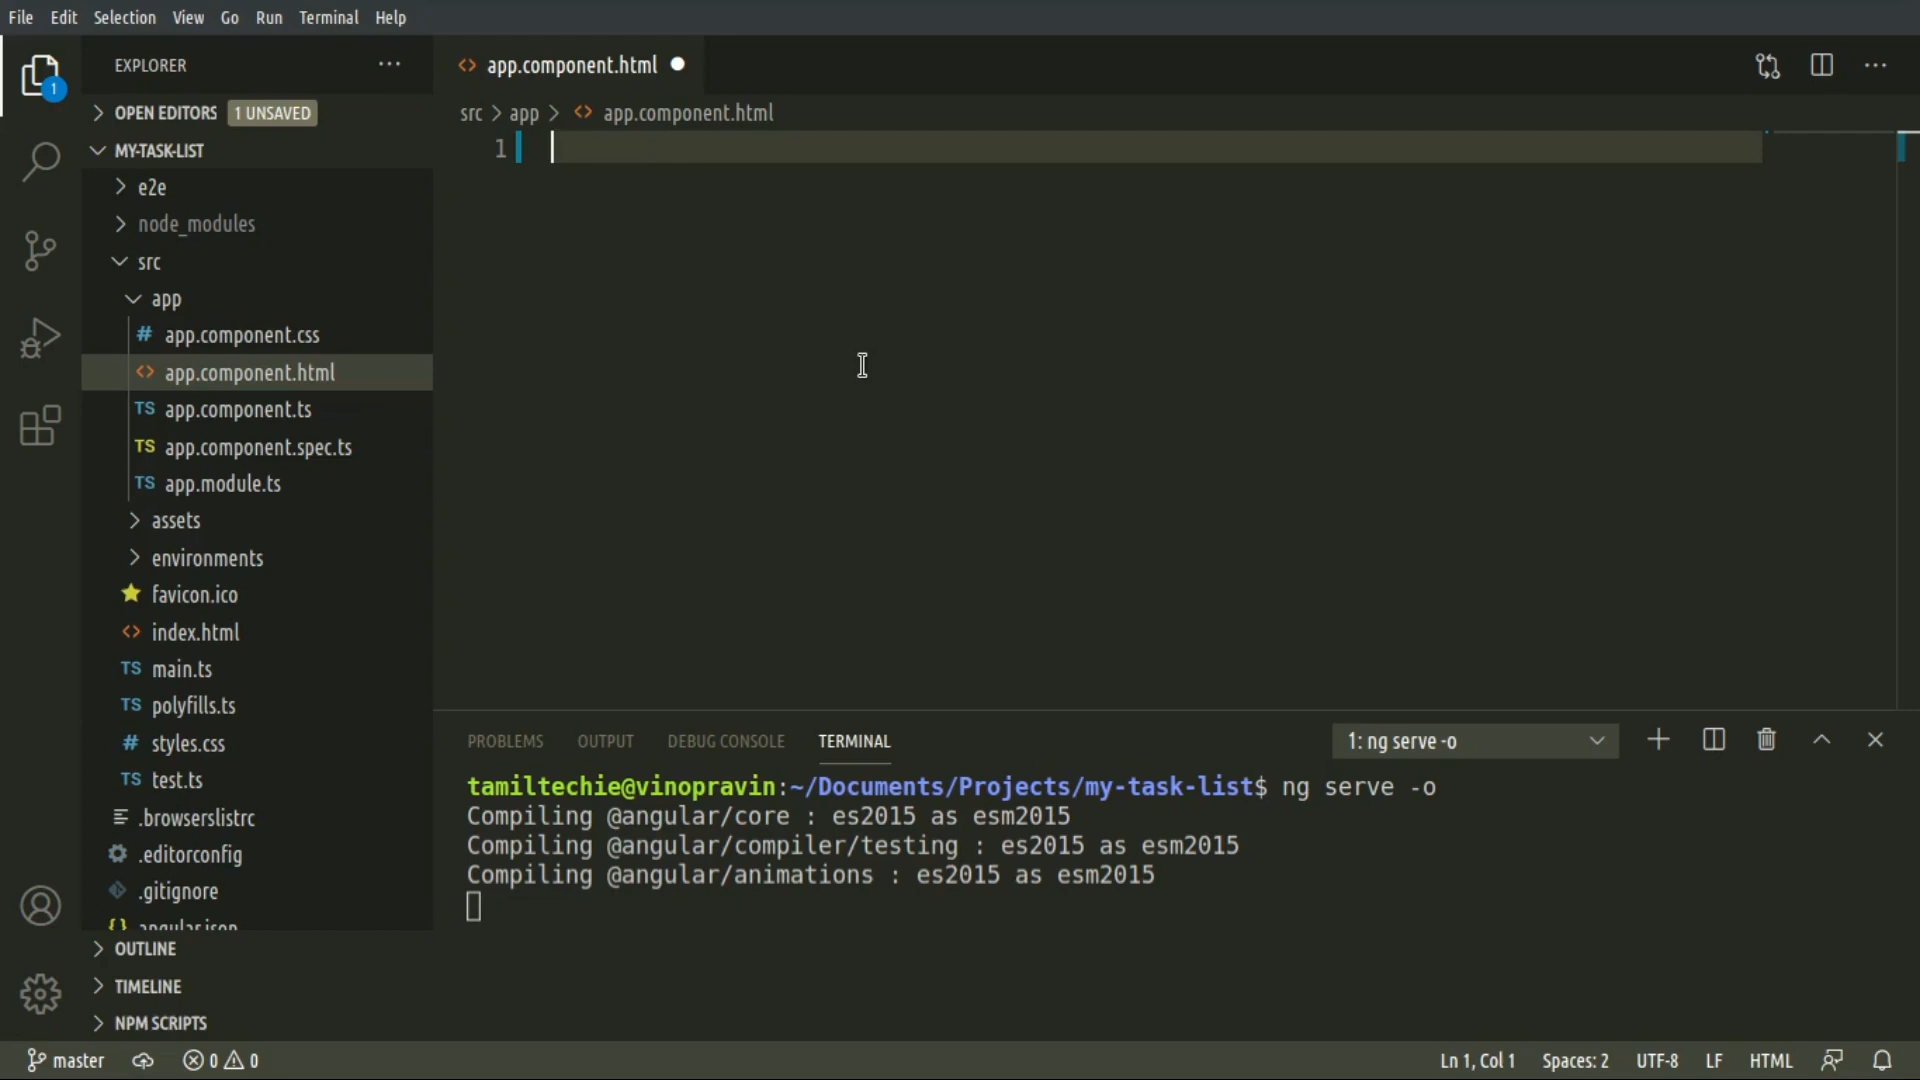 File Edit Selection View Go Run Terminal Help
EXPLORER
1
OPEN EDITORS 1 UNSAVED
MY-TASK-LIST
e2e
node_modules
src
app
app.component.css
app.component.html
TS app.component.ts
TS app.component.spec.ts
TS app.module.ts
assets
environments
favicon.ico
index.html
TS main.ts
TS polyfills.ts
# styles.css
TS test.ts
.browserslistrc
.editorconfig
.gitignore
angular.json
OUTLINE
TIMELINE
NPM SCRIPTS
app.component.html
src > app > app.component.html
1
PROBLEMS OUTPUT DEBUG CONSOLE TERMINAL 1: ng serve -o
tamiltechie@vinopravin:~/Documents/Projects/my-task-list$ ng serve -o
Compiling @angular/core : es2015 as esm2015
Compiling @angular/compiler/testing : es2015 as esm2015
Compiling @angular/animations : es2015 as esm2015
master 0 0 Ln 1, Col 1 Spaces: 2 UTF-8 LF HTML